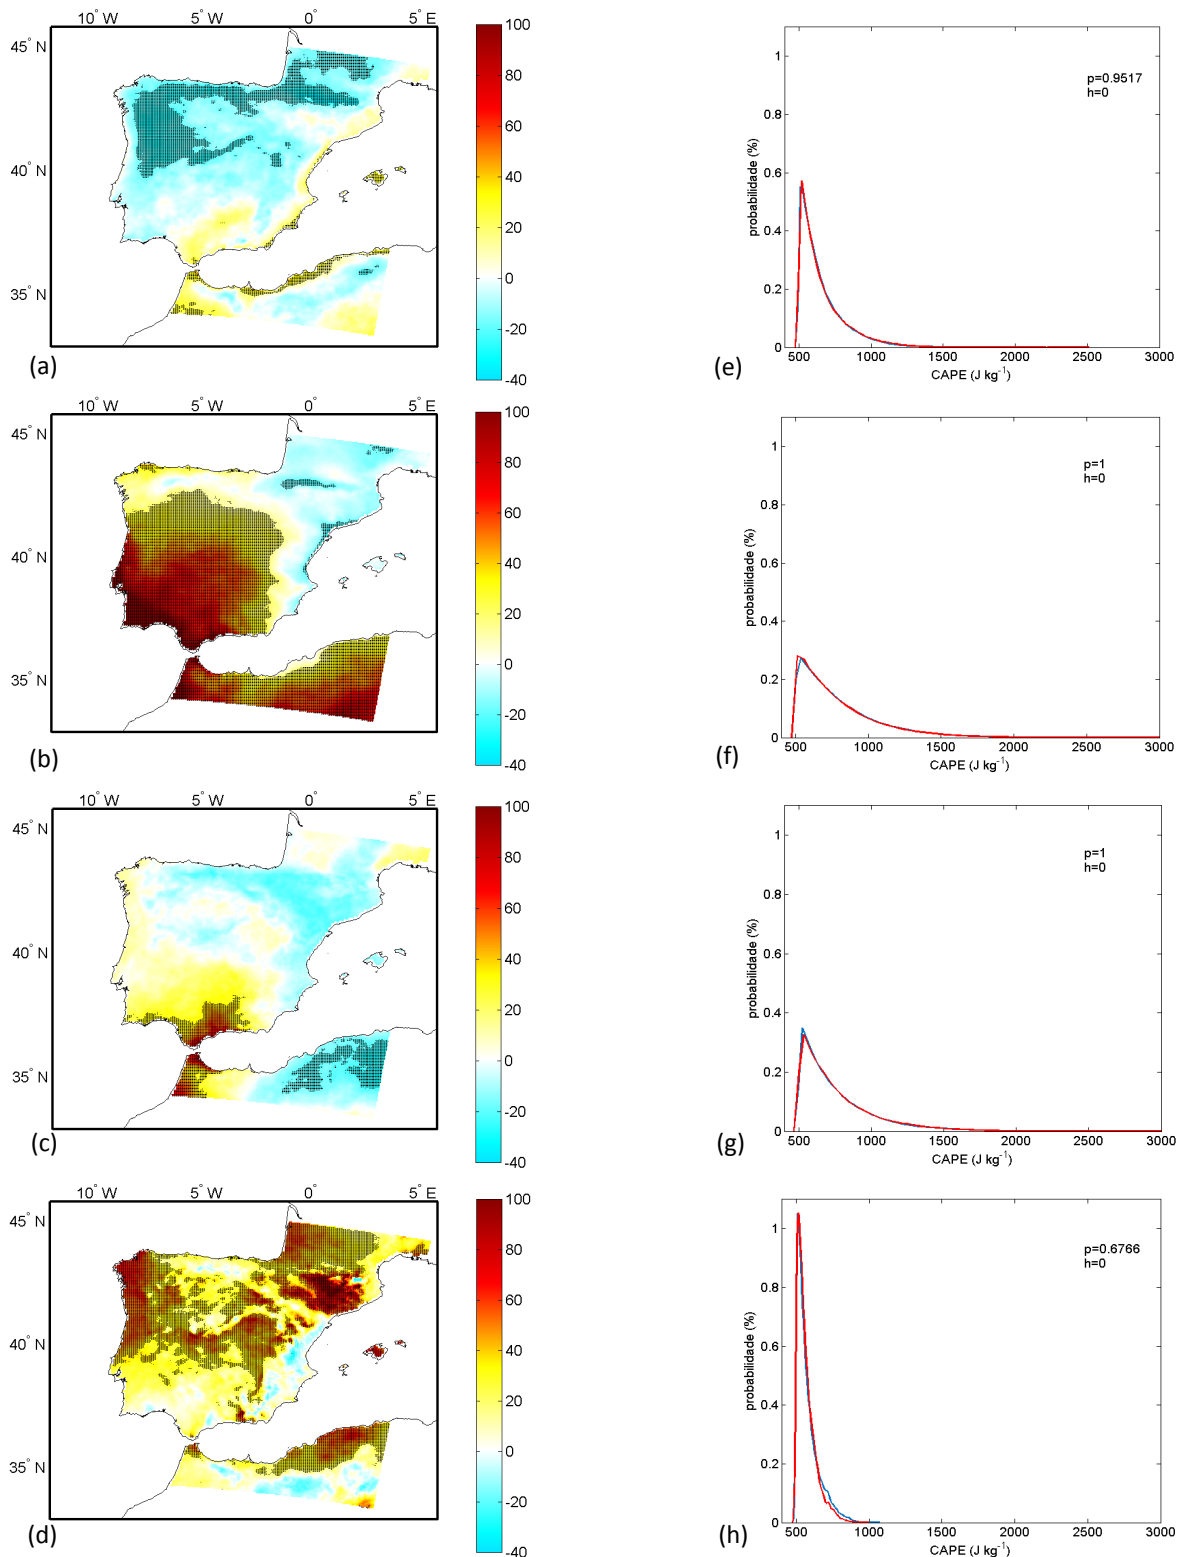 10° W 5° W 0° 5° E
45° N
40° N
35° N
100
80
60
40
20
0
-20
-40
(a)
1
0.8
0.6
0.4
0.2
0
probabilidade (%)
p=0.9517
h=0
500 1000 1500 2000 2500 3000
CAPE (J kg⁻¹)
(e)
10° W 5° W 0° 5° E
45° N
40° N
35° N
100
80
60
40
20
0
-20
-40
(b)
1
0.8
0.6
0.4
0.2
0
probabilidade (%)
p=1
h=0
500 1000 1500 2000 2500 3000
CAPE (J kg⁻¹)
(f)
10° W 5° W 0° 5° E
45° N
40° N
35° N
100
80
60
40
20
0
-20
-40
(c)
1
0.8
0.6
0.4
0.2
0
probabilidade (%)
p=1
h=0
500 1000 1500 2000 2500 3000
CAPE (J kg⁻¹)
(g)
10° W 5° W 0° 5° E
45° N
40° N
35° N
100
80
60
40
20
0
-20
-40
(d)
1
0.8
0.6
0.4
0.2
0
probabilidade (%)
p=0.6766
h=0
500 1000 1500 2000 2500 3000
CAPE (J kg⁻¹)
(h)